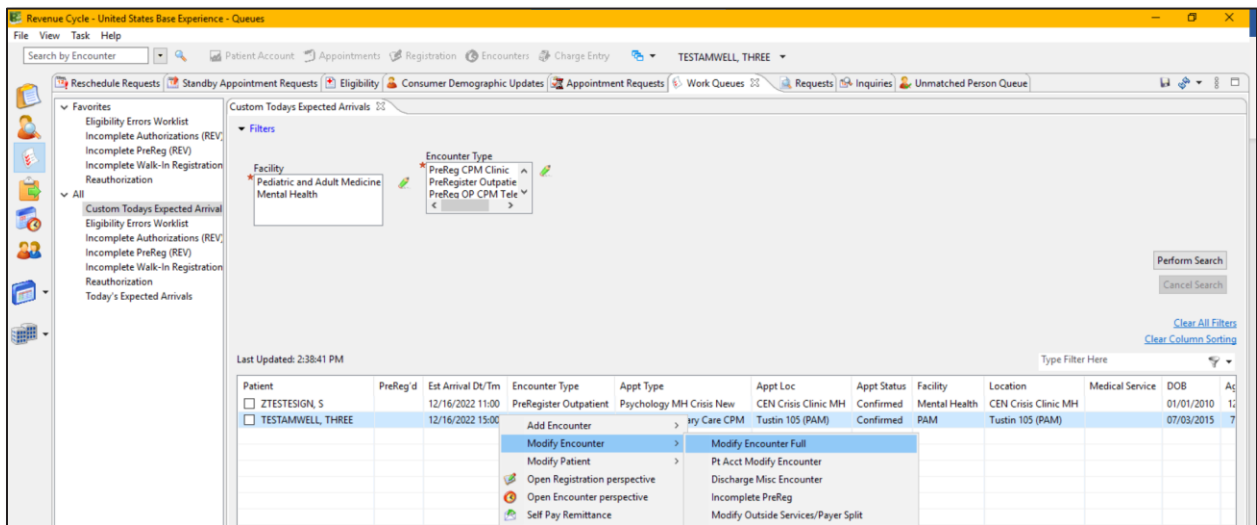 Revenue Cycle - United States Base Experience - Queues
File View Task Help
Search by Encounter Patient Account Appointments Registration Encounters Charge Entry TESTAMWELL, THREE
Reschedule Requests Standby Appointment Requests Eligibility Consumer Demographic Updates Appointment Requests Work Queues Requests Inquiries Unmatched Person Queue
Favorites
Eligibility Errors Worklist
Incomplete Authorizations (REV)
Incomplete PreReg (REV)
Incomplete Walk-In Registration
Reauthorization
All
Custom Todays Expected Arrival
Eligibility Errors Worklist
Incomplete Authorizations (REV)
Incomplete PreReg (REV)
Incomplete Walk-In Registration
Reauthorization
Today's Expected Arrivals
Custom Todays Expected Arrivals
Filters
Facility
* Pediatric and Adult Medicine
Mental Health
Encounter Type
* PreReg CPM Clinic
PreRegister Outpatie
PreReg OP CPM Tele
Perform Search
Cancel Search
Clear All Filters
Clear Column Sorting
Last Updated: 2:38:41 PM Type Filter Here
Patient PreReg'd Est Arrival Dt/Tm Encounter Type Appt Type Appt Loc Appt Status Facility Location Medical Service DOB Ag
ZTESTESIGN, S 12/16/2022 11:00 PreRegister Outpatient Psychology MH Crisis New CEN Crisis Clinic MH Confirmed Mental Health CEN Crisis Clinic MH 01/01/2010 12
TESTAMWELL, THREE 12/16/2022 15:00 ary Care CPM Tustin 105 (PAM) Confirmed PAM Tustin 105 (PAM) 07/03/2015 7
Add Encounter
Modify Encounter
Modify Patient
Open Registration perspective
Open Encounter perspective
Self Pay Remittance
Modify Encounter Full
Pt Acct Modify Encounter
Discharge Misc Encounter
Incomplete PreReg
Modify Outside Services/Payer Split